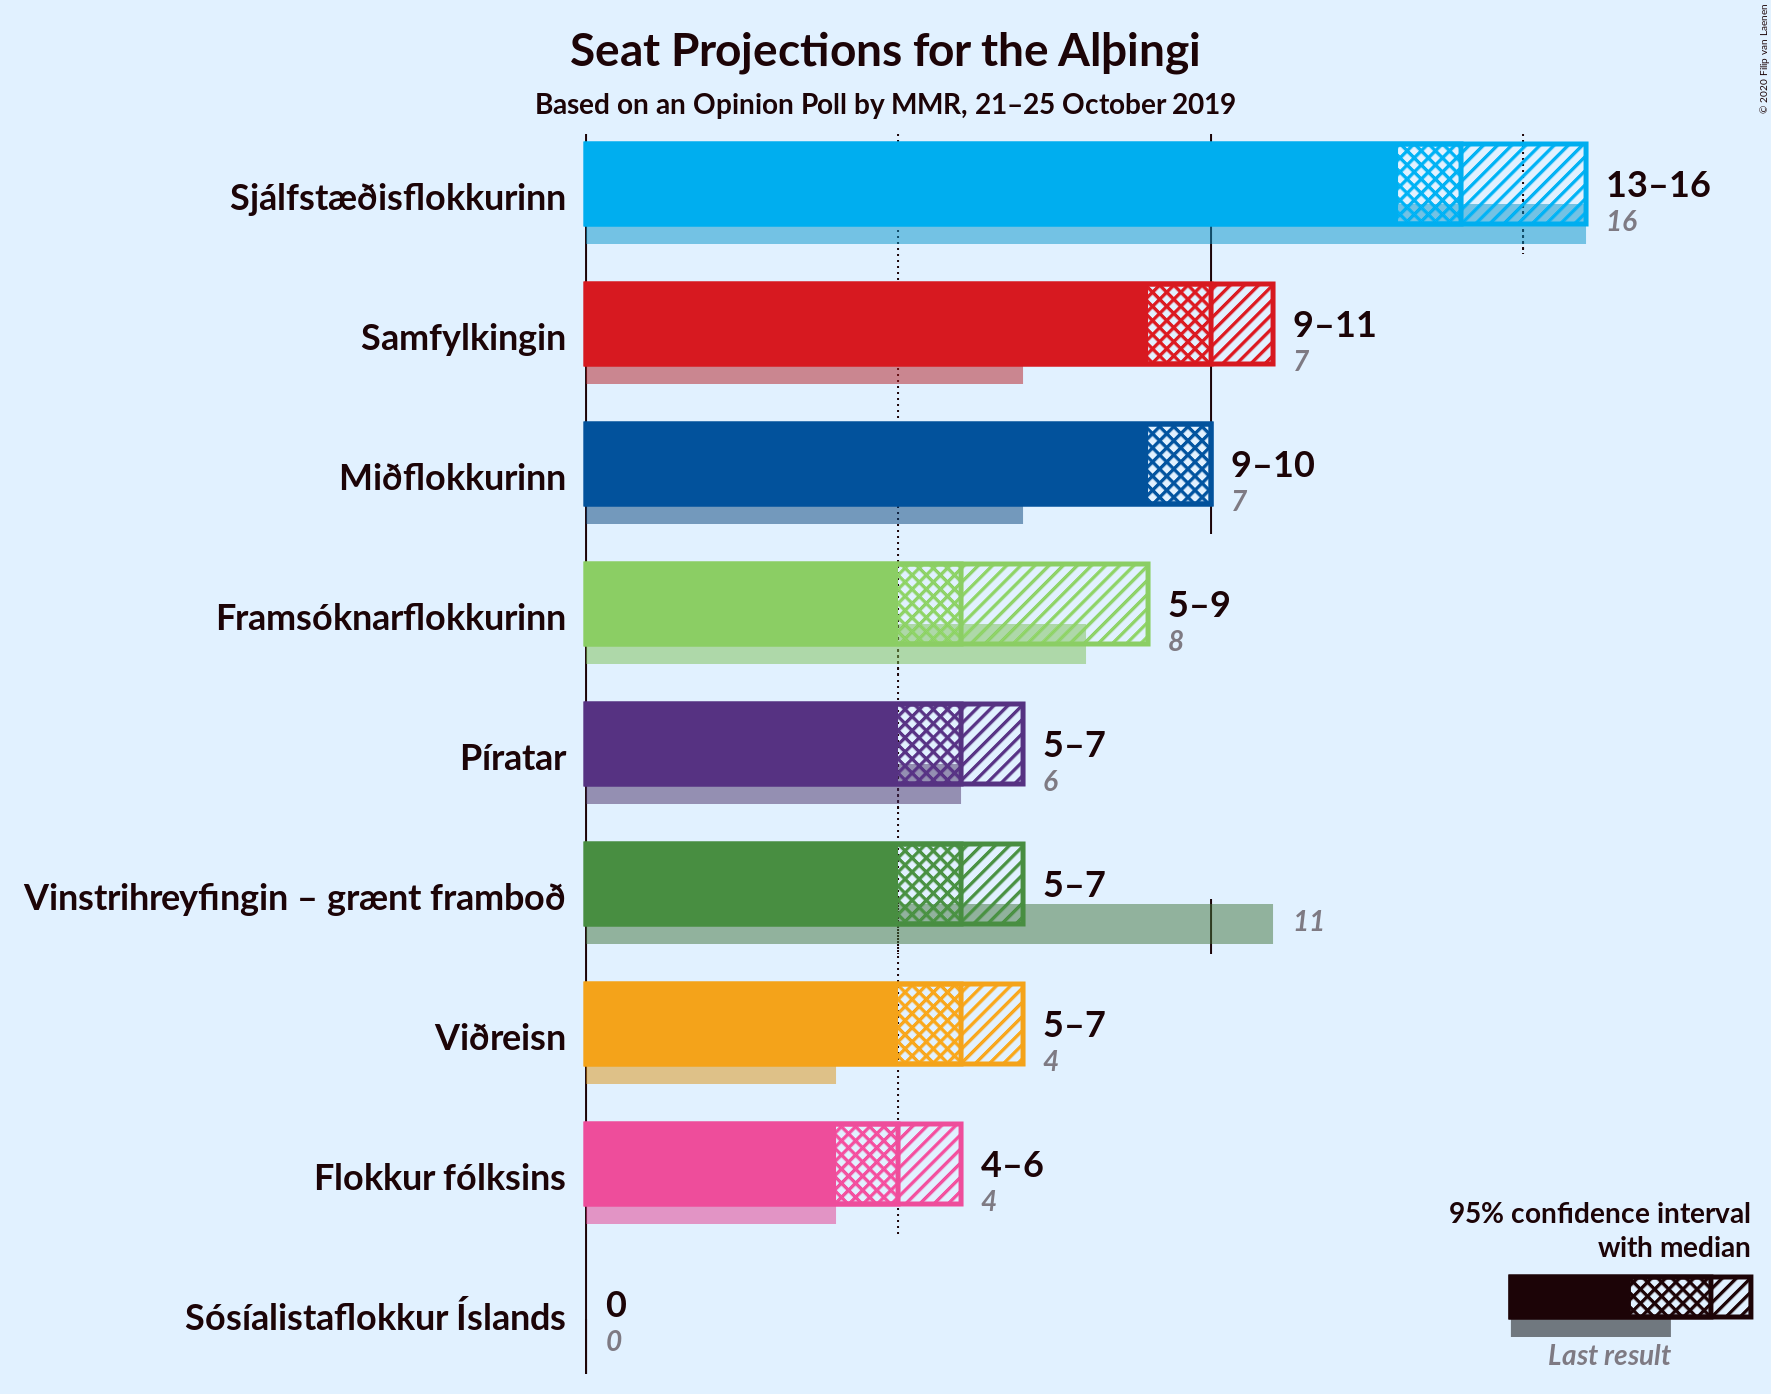 Seat Projections for the Alþingi
Based on an Opinion Poll by MMR, 21–25 October 2019
© 2020 Filip van Laenen
Sjálfstæðisflokkurinn
13–16
16
Samfylkingin
9–11
7
Miðflokkurinn
9–10
7
Framsóknarflokkurinn
5–9
8
Píratar
5–7
6
Vinstrihreyfingin – grænt framboð
5–7
11
Viðreisn
5–7
4
Flokkur fólksins
4–6
4
Sósíalistaflokkur Íslands
0
0
95% confidence interval
with median
Last result